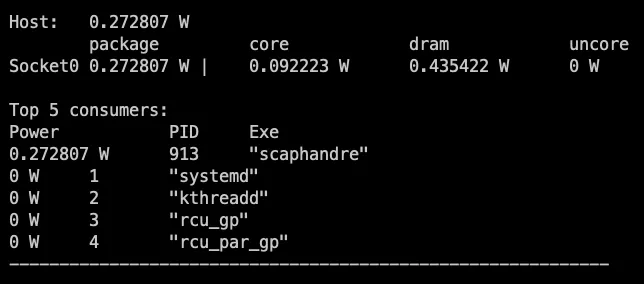 Host:   0.272807 W
        package         core            dram            uncore
Socket0 0.272807 W |    0.092223 W      0.435422 W      0 W
Top 5 consumers:
Power           PID     Exe
0.272807 W      913     "scaphandre"
0 W     1       "systemd"
0 W     2       "kthreadd"
0 W     3       "rcu_gp"
0 W     4       "rcu_par_gp"
------------------------------------------------------------